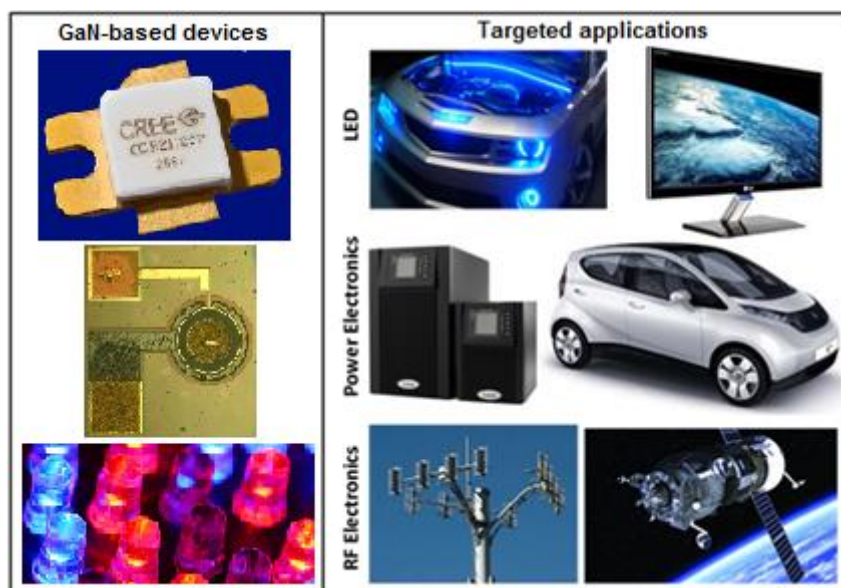 GaN-based devices
Targeted applications
CREE
LED
Power Electronics
RF Electronics